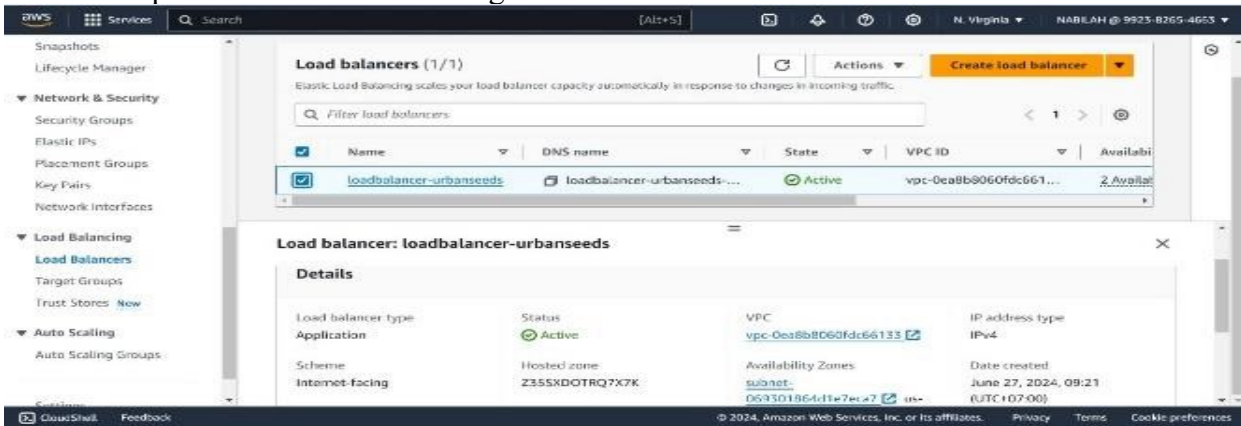 aws Services Search [Alt+S] N. Virginia NABILAH @ 9923-8265-4663
Snapshots
Lifecycle Manager
Network & Security
Security Groups
Elastic IPs
Placement Groups
Key Pairs
Network Interfaces
Load Balancing
Load Balancers
Target Groups
Trust Stores New
Auto Scaling
Auto Scaling Groups
Settings
Load balancers (1/1) Actions Create load balancer
Elastic Load Balancing scales your load balancer capacity automatically in response to changes in incoming traffic.
Filter load balancers
1
Name DNS name State VPC ID Availabi
loadbalancer-urbanseeds loadbalancer-urbanseeds-... Active vpc-0ea8b8060fdc661... 2 Availab
Load balancer: loadbalancer-urbanseeds
Details
Load balancer type Status VPC IP address type
Application Active vpc-0ea8b8060fdc66133 IPv4
Scheme Hosted zone Availability Zones Date created
Internet-facing Z35SXDOTRQ7X7K subnet- June 27, 2024, 09:21
069301864d1e7eca7 us- (UTC+07:00)
CloudShell Feedback © 2024, Amazon Web Services, Inc. or its affiliates. Privacy Terms Cookie preferences